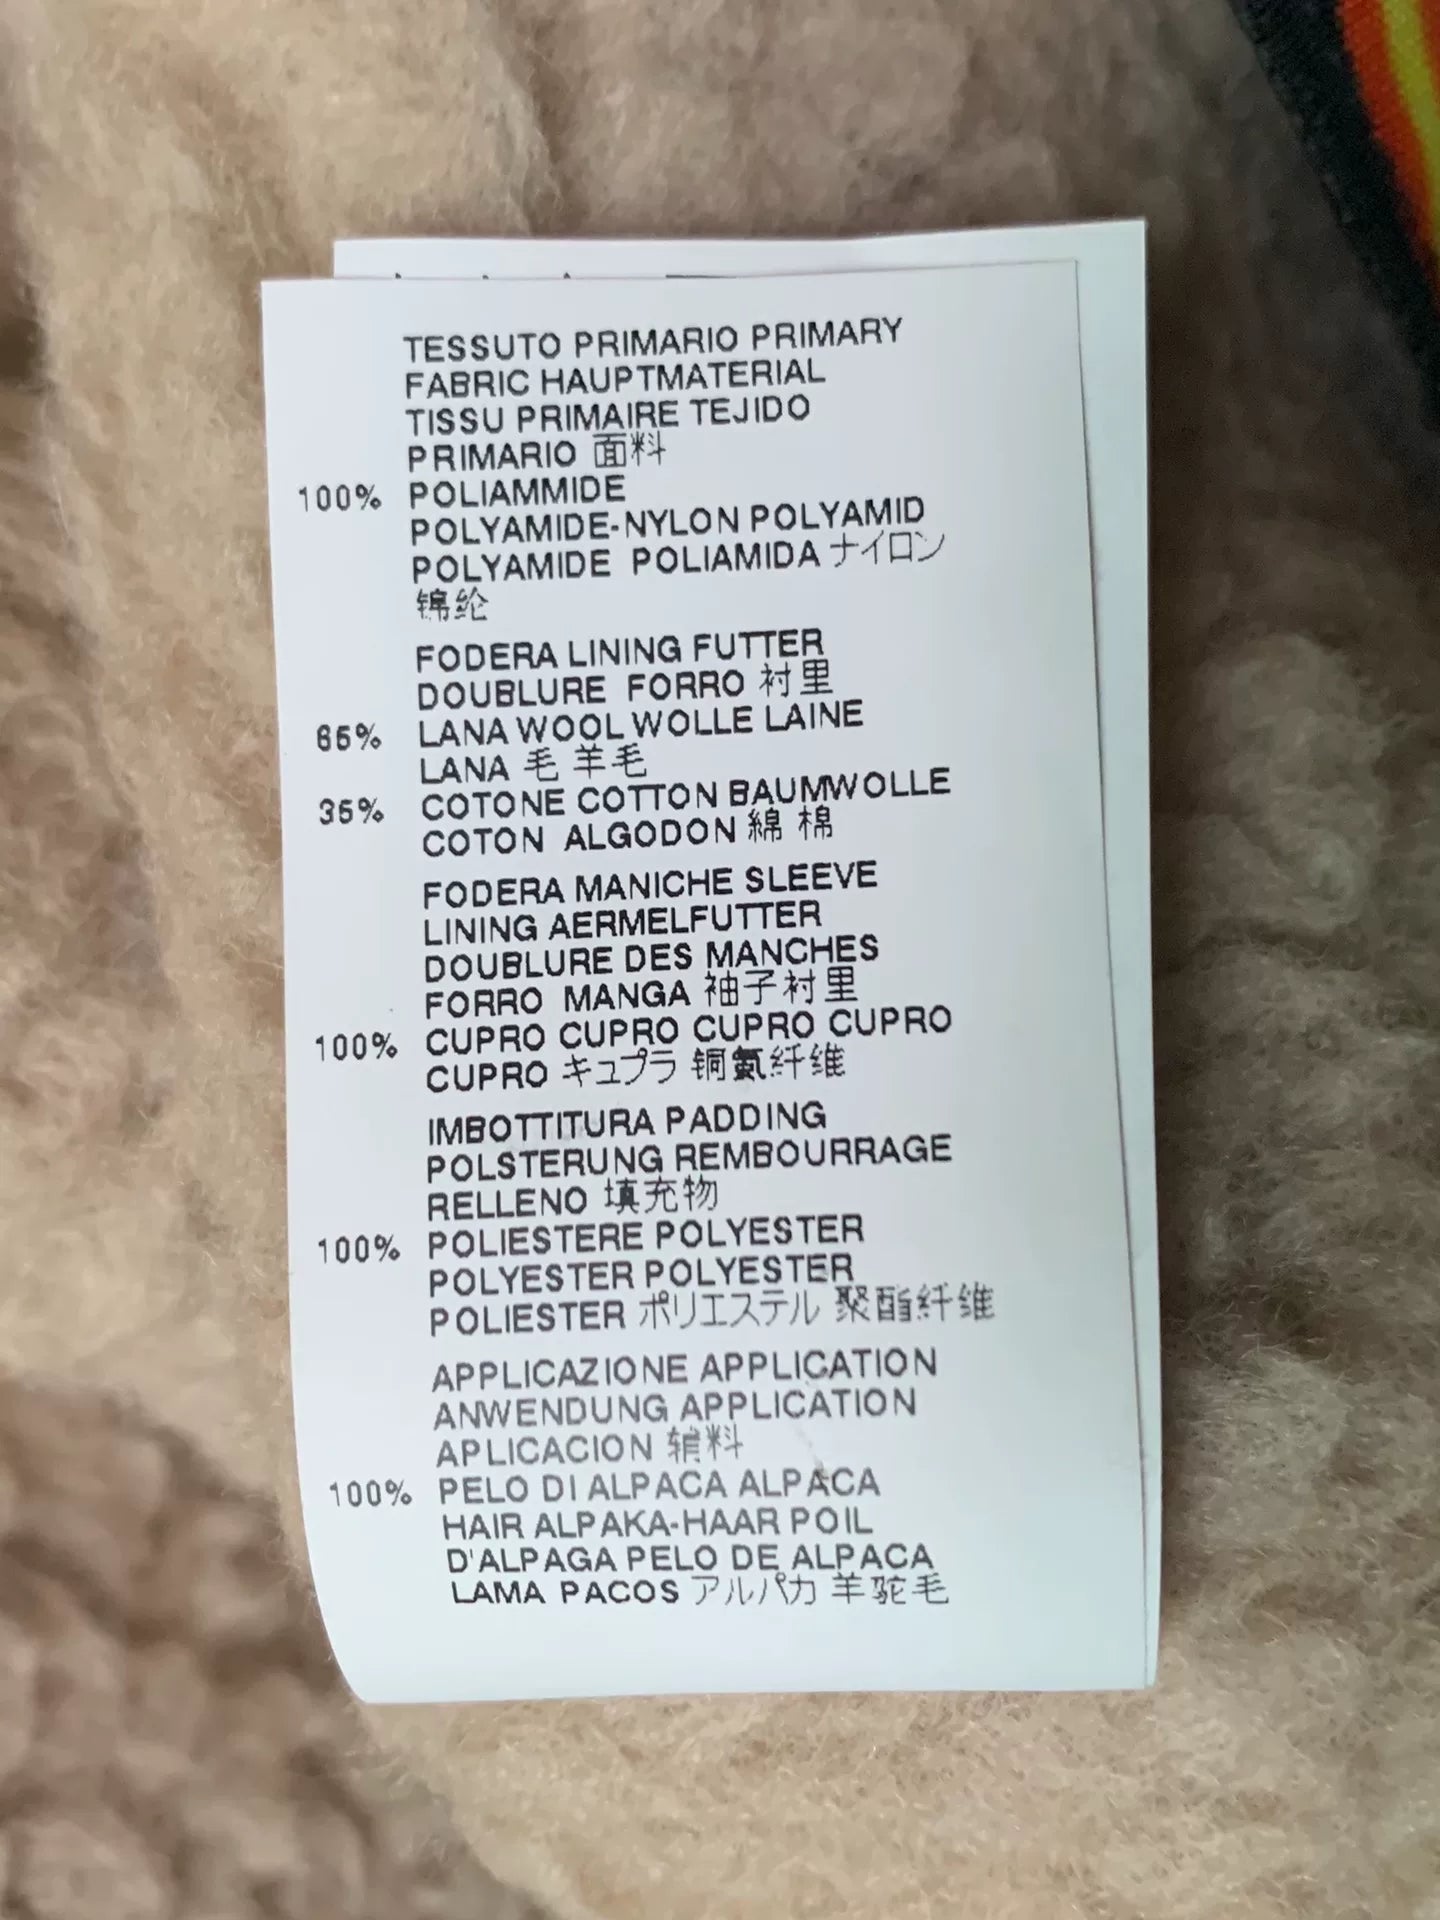 TESSUTO PRIMARIO PRIMARY
FABRIC HAUPTMATERIAL
TISSU PRIMAIRE TEJIDO
PRIMARIO 面料
100% POLIAMMIDE
POLYAMIDE-NYLON POLYAMID
POLYAMIDE POLIAMIDA ナイロン
锦纶
FODERA LINING FUTTER
DOUBLURE FORRO 衬里
65% LANA WOOL WOLLE LAINE
LANA 毛 羊毛
35% COTONE COTTON BAUMWOLLE
COTON ALGODON 綿 棉
FODERA MANICHE SLEEVE
LINING AERMELFUTTER
DOUBLURE DES MANCHES
FORRO MANGA 袖子衬里
100% CUPRO CUPRO CUPRO CUPRO
CUPRO キュプラ 铜氨纤维
IMBOTTITURA PADDING
POLSTERUNG REMBOURRAGE
RELLENO 填充物
100% POLIESTERE POLYESTER
POLYESTER POLYESTER
POLIESTER ポリエステル 聚酯纤维
APPLICAZIONE APPLICATION
ANWENDUNG APPLICATION
APLICACION 辅料
100% PELO DI ALPACA ALPACA
HAIR ALPAKA-HAAR POIL
D'ALPAGA PELO DE ALPACA
LAMA PACOS アルパカ 羊驼毛